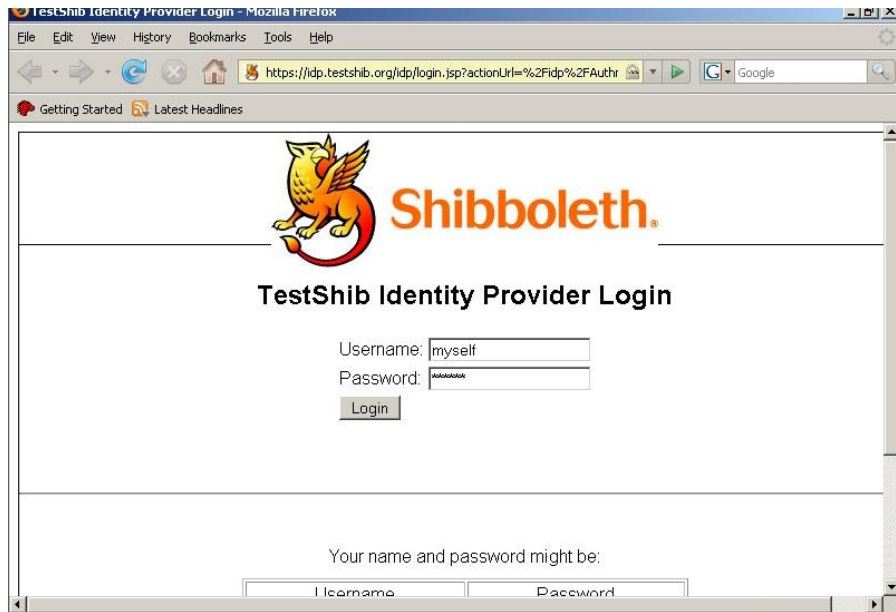 TestShib Identity Provider Login - Mozilla Firefox
File Edit View History Bookmarks Tools Help
https://idp.testshib.org/idp/login.jsp?actionUrl=%2Fidp%2FAuthr G Google
Getting Started Latest Headlines
Shibboleth®
TestShib Identity Provider Login
Username: myself
Password: ******
Login
Your name and password might be:
Username Password